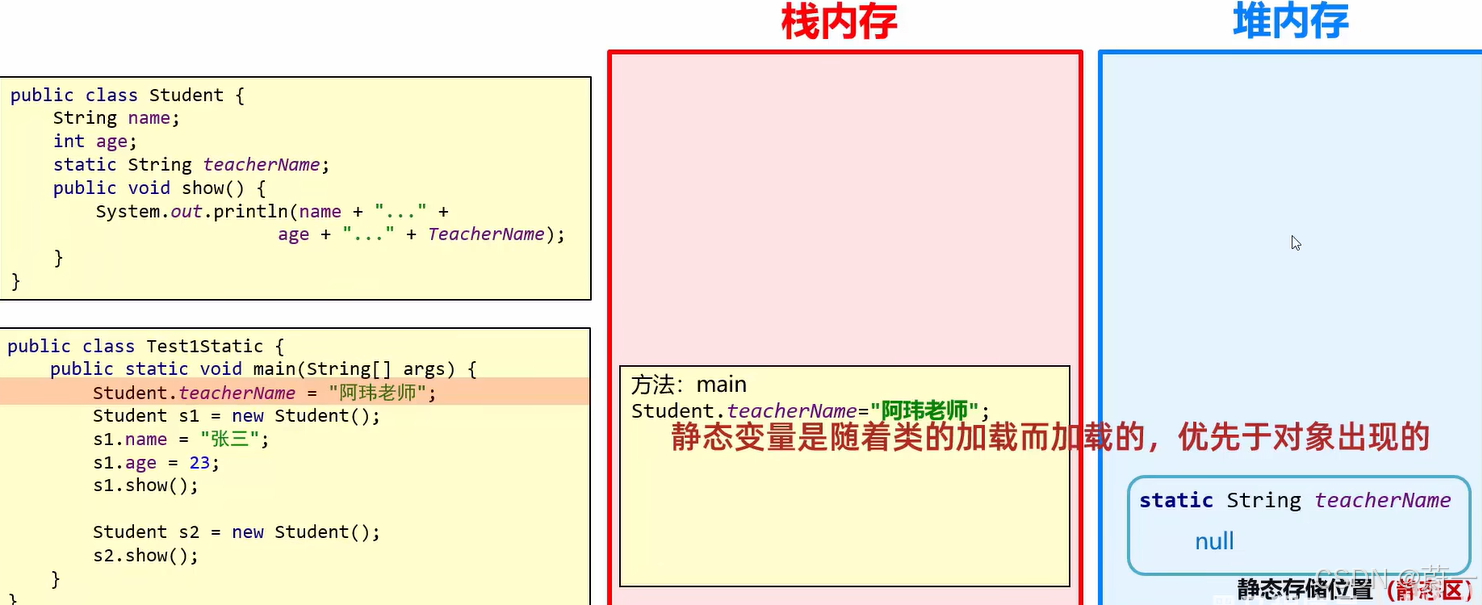 栈内存
堆内存
public class Student {
String name;
int age;
static String teacherName;
public void show() {
System.out.println(name + "..." +
age + "..." + TeacherName);
}
}
public class Test1Static {
public static void main(String[] args) {
Student.teacherName = "阿玮老师";
Student s1 = new Student();
s1.name = "张三";
s1.age = 23;
s1.show();
Student s2 = new Student();
s2.show();
}
}
方法：main
Student.teacherName="阿玮老师";
静态变量是随着类的加载而加载的，优先于对象出现的
static String teacherName
null
静态存储位置（静态区）
CSDN @蔚一